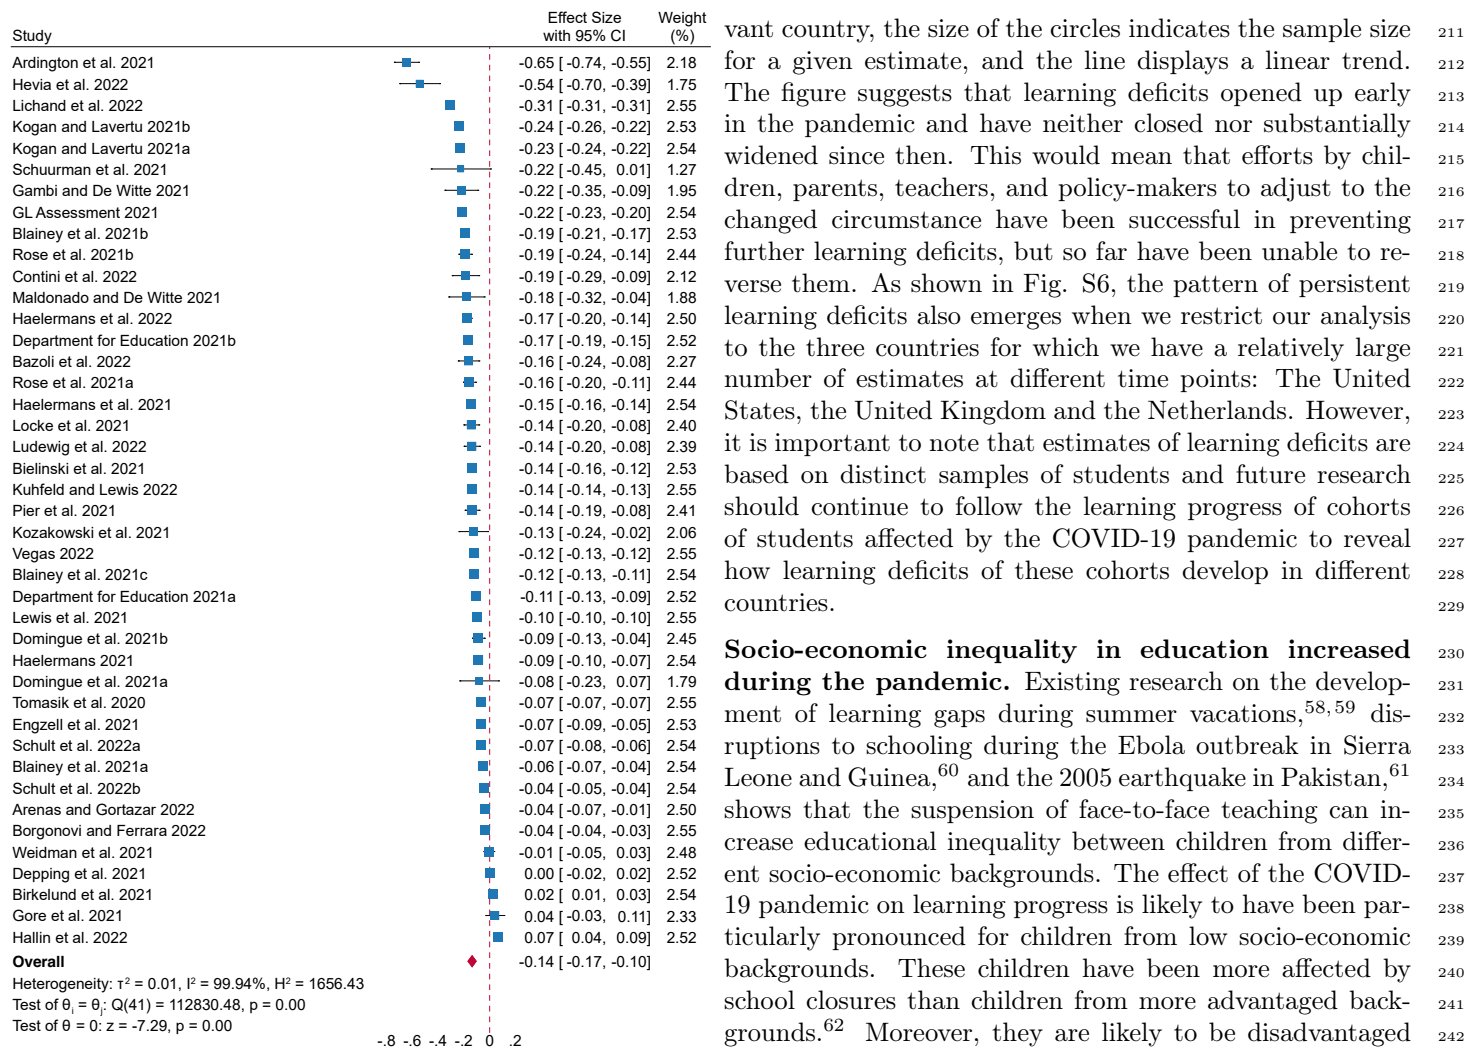 Study Effect Size with 95% CI Weight (%)
Ardington et al. 2021 -0.65 [ -0.74, -0.55] 2.18
Hevia et al. 2022 -0.54 [ -0.70, -0.39] 1.75
Lichand et al. 2022 -0.31 [ -0.31, -0.31] 2.55
Kogan and Lavertu 2021b -0.24 [ -0.26, -0.22] 2.53
Kogan and Lavertu 2021a -0.23 [ -0.24, -0.22] 2.54
Schuurman et al. 2021 -0.22 [ -0.45, 0.01] 1.27
Gambi and De Witte 2021 -0.22 [ -0.35, -0.09] 1.95
GL Assessment 2021 -0.22 [ -0.23, -0.20] 2.54
Blainey et al. 2021b -0.19 [ -0.21, -0.17] 2.53
Rose et al. 2021b -0.19 [ -0.24, -0.14] 2.44
Contini et al. 2022 -0.19 [ -0.29, -0.09] 2.12
Maldonado and De Witte 2021 -0.18 [ -0.32, -0.04] 1.88
Haelermans et al. 2022 -0.17 [ -0.20, -0.14] 2.50
Department for Education 2021b -0.17 [ -0.19, -0.15] 2.52
Bazoli et al. 2022 -0.16 [ -0.24, -0.08] 2.27
Rose et al. 2021a -0.16 [ -0.20, -0.11] 2.44
Haelermans et al. 2021 -0.15 [ -0.16, -0.14] 2.54
Locke et al. 2021 -0.14 [ -0.20, -0.08] 2.40
Ludewig et al. 2022 -0.14 [ -0.20, -0.08] 2.39
Bielinski et al. 2021 -0.14 [ -0.16, -0.12] 2.53
Kuhfeld and Lewis 2022 -0.14 [ -0.14, -0.13] 2.55
Pier et al. 2021 -0.14 [ -0.19, -0.08] 2.41
Kozakowski et al. 2021 -0.13 [ -0.24, -0.02] 2.06
Vegas 2022 -0.12 [ -0.13, -0.12] 2.55
Blainey et al. 2021c -0.12 [ -0.13, -0.11] 2.54
Department for Education 2021a -0.11 [ -0.13, -0.09] 2.52
Lewis et al. 2021 -0.10 [ -0.10, -0.10] 2.55
Domingue et al. 2021b -0.09 [ -0.13, -0.04] 2.45
Haelermans 2021 -0.09 [ -0.10, -0.07] 2.54
Domingue et al. 2021a -0.08 [ -0.23, 0.07] 1.79
Tomasik et al. 2020 -0.07 [ -0.07, -0.07] 2.55
Engzell et al. 2021 -0.07 [ -0.09, -0.05] 2.53
Schult et al. 2022a -0.07 [ -0.08, -0.06] 2.54
Blainey et al. 2021a -0.06 [ -0.07, -0.04] 2.54
Schult et al. 2022b -0.04 [ -0.05, -0.04] 2.54
Arenas and Gortazar 2022 -0.04 [ -0.07, -0.01] 2.50
Borgonovi and Ferrara 2022 -0.04 [ -0.04, -0.03] 2.55
Weidman et al. 2021 -0.01 [ -0.05, 0.03] 2.48
Depping et al. 2021 0.00 [ -0.02, 0.02] 2.52
Birkelund et al. 2021 0.02 [ 0.01, 0.03] 2.54
Gore et al. 2021 0.04 [ -0.03, 0.11] 2.33
Hallin et al. 2022 0.07 [ 0.04, 0.09] 2.52
Overall -0.14 [ -0.17, -0.10]
Heterogeneity: τ² = 0.01, I² = 99.94%, H² = 1656.43
Test of θᵢ = θⱼ: Q(41) = 112830.48, p = 0.00
Test of θ = 0: z = -7.29, p = 0.00
-.8 -.6 -.4 -.2 0 .2
vant country, the size of the circles indicates the sample size 211
for a given estimate, and the line displays a linear trend. 212
The figure suggests that learning deficits opened up early 213
in the pandemic and have neither closed nor substantially 214
widened since then. This would mean that efforts by chil- 215
dren, parents, teachers, and policy-makers to adjust to the 216
changed circumstance have been successful in preventing 217
further learning deficits, but so far have been unable to re- 218
verse them. As shown in Fig. S6, the pattern of persistent 219
learning deficits also emerges when we restrict our analysis 220
to the three countries for which we have a relatively large 221
number of estimates at different time points: The United 222
States, the United Kingdom and the Netherlands. However, 223
it is important to note that estimates of learning deficits are 224
based on distinct samples of students and future research 225
should continue to follow the learning progress of cohorts 226
of students affected by the COVID-19 pandemic to reveal 227
how learning deficits of these cohorts develop in different 228
countries. 229
Socio-economic inequality in education increased 230
during the pandemic. Existing research on the develop- 231
ment of learning gaps during summer vacations,58,59 dis- 232
ruptions to schooling during the Ebola outbreak in Sierra 233
Leone and Guinea,60 and the 2005 earthquake in Pakistan,61 234
shows that the suspension of face-to-face teaching can in- 235
crease educational inequality between children from differ- 236
ent socio-economic backgrounds. The effect of the COVID- 237
19 pandemic on learning progress is likely to have been par- 238
ticularly pronounced for children from low socio-economic 239
backgrounds. These children have been more affected by 240
school closures than children from more advantaged back- 241
grounds.62 Moreover, they are likely to be disadvantaged 242